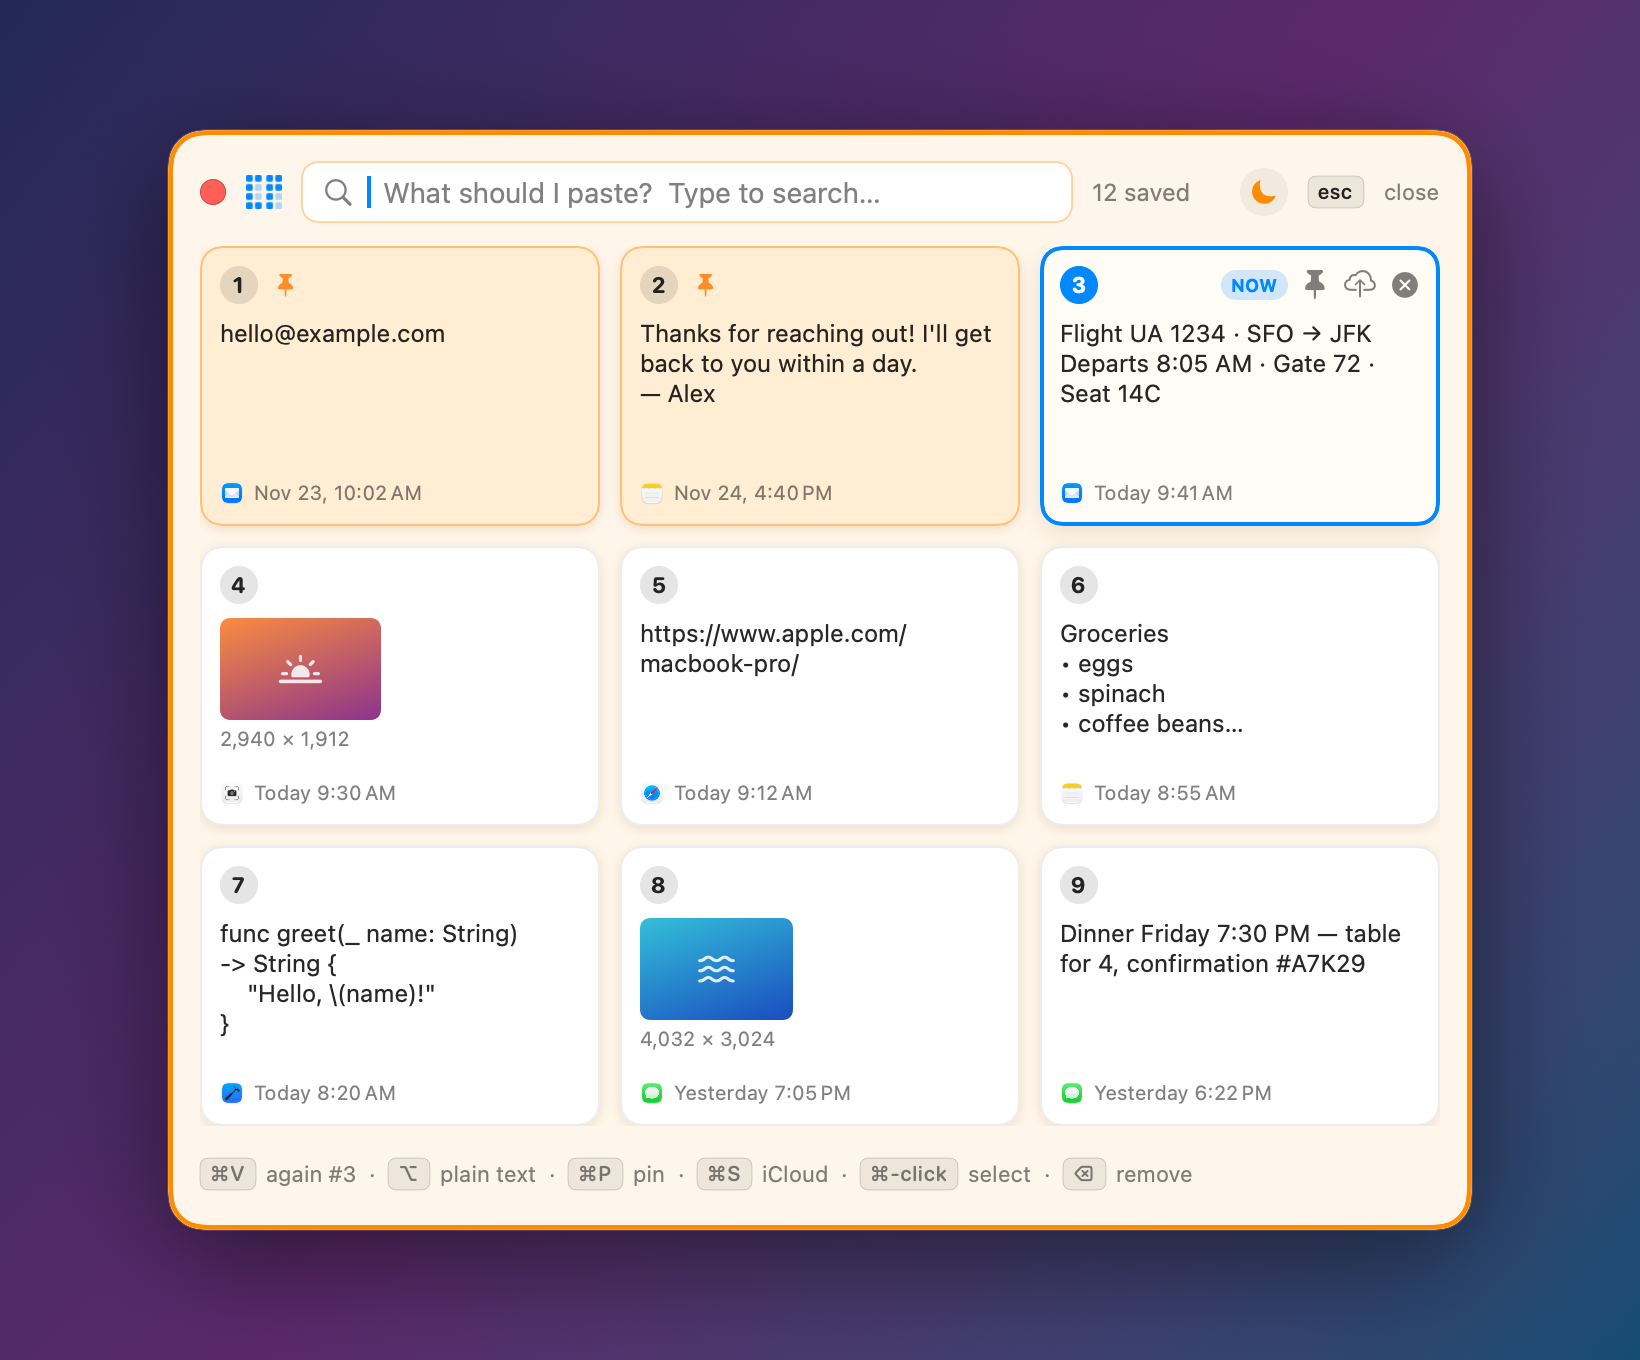 What should I paste?  Type to search...
12 saved
esc close
1
hello@example.com
Nov 23, 10:02 AM
2
Thanks for reaching out! I'll get
back to you within a day.
— Alex
Nov 24, 4:40 PM
3 NOW
Flight UA 1234 · SFO → JFK
Departs 8:05 AM · Gate 72 ·
Seat 14C
Today 9:41 AM
4
2,940 × 1,912
Today 9:30 AM
5
https://www.apple.com/
macbook-pro/
Today 9:12 AM
6
Groceries
• eggs
• spinach
• coffee beans...
Today 8:55 AM
7
func greet(_ name: String)
-> String {
    "Hello, \(name)!"
}
Today 8:20 AM
8
4,032 × 3,024
Yesterday 7:05 PM
9
Dinner Friday 7:30 PM — table
for 4, confirmation #A7K29
Yesterday 6:22 PM
⌘V again #3 · ⌥ plain text · ⌘P pin · ⌘S iCloud · ⌘-click select · ⌫ remove